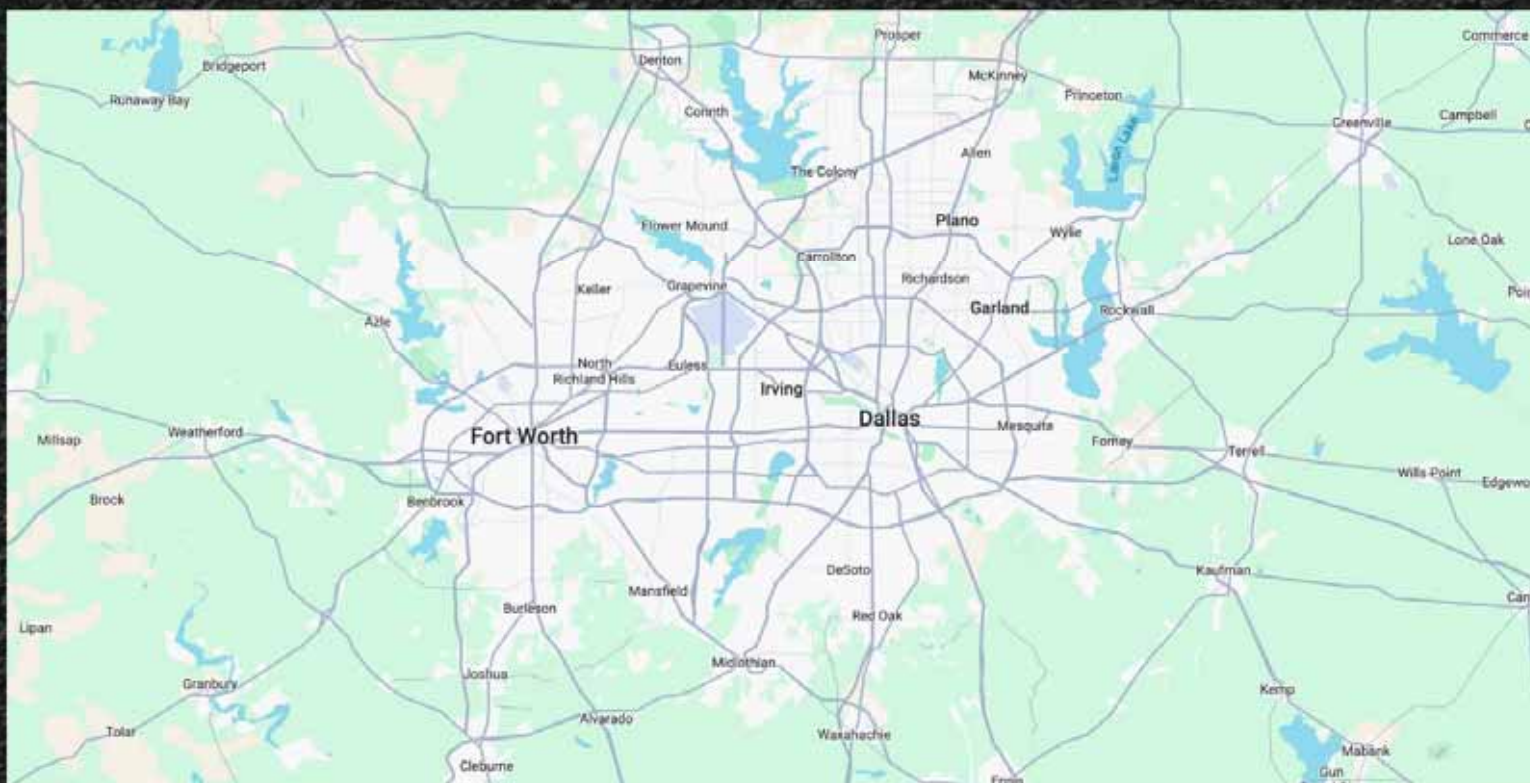 Prosper
Commerce
Denton
Bridgeport
McKinney
Runaway Bay
Princeton
Corinth
Campbell
Greenville
Lavon Lake
Allen
The Colony
Plano
Flower Mound
Wylie
Lone Oak
Carrollton
Richardson
Grapevine
Keller
Garland
Rockwall
Azle
North
Richland Hills
Euless
Irving
Dallas
Mesquite
Fort Worth
Weatherford
Millsap
Forney
Terrell
Wills Point
Edgewo
Brock
Benbrook
DeSoto
Kaufman
Mansfield
Can
Burleson
Red Oak
Lipan
Midlothian
Joshua
Granbury
Kemp
Alvarado
Tolar
Waxahachie
Mabank
Cleburne
Gun